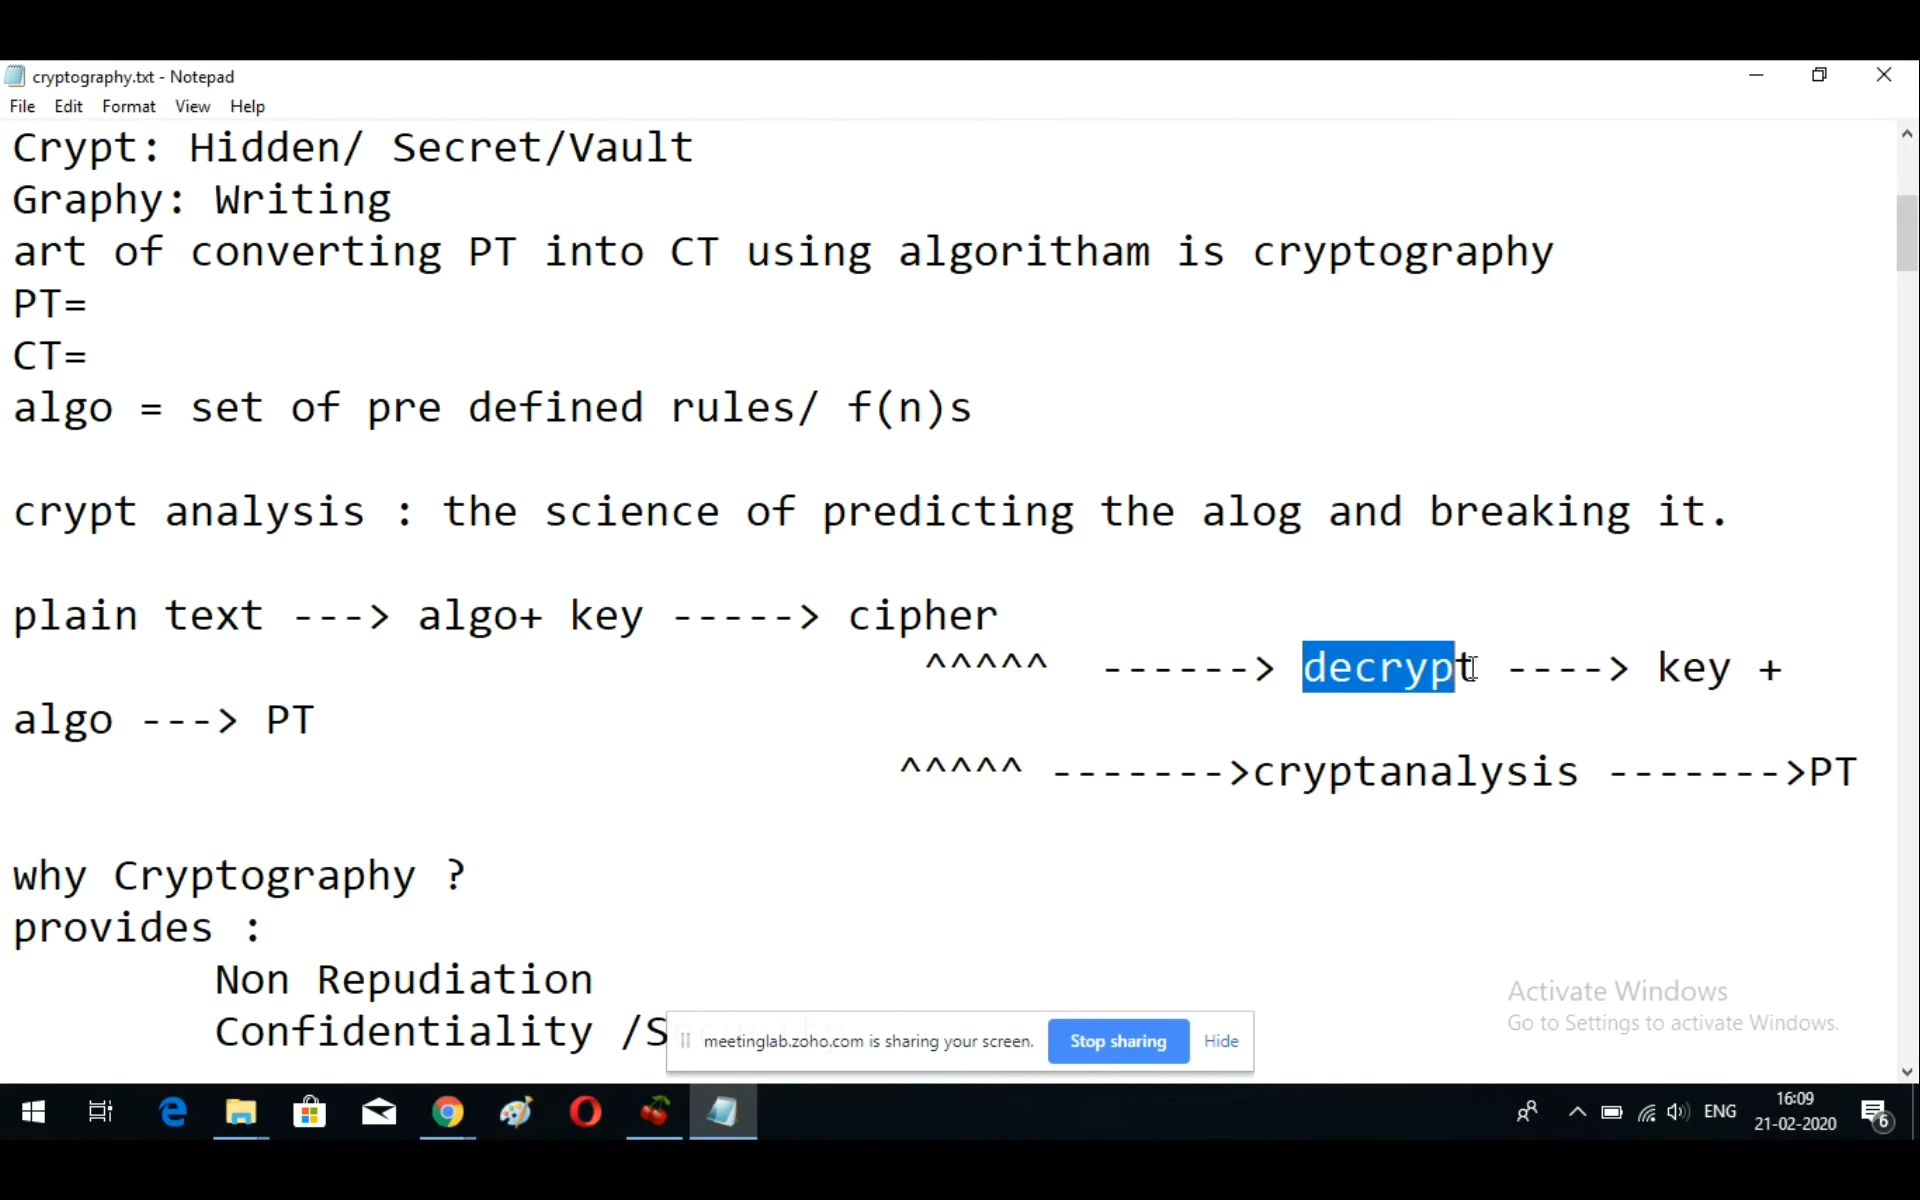 cryptography.txt - Notepad
File Edit Format View Help
Crypt: Hidden/ Secret/Vault
Graphy: Writing
art of converting PT into CT using algoritham is cryptography
PT=
CT=
algo = set of pre defined rules/ f(n)s
crypt analysis : the science of predicting the alog and breaking it.
plain text ---> algo+ key -----> cipher
^^^^^ ------> decrypt ----> key +
algo ---> PT
^^^^^ ------->cryptanalysis ------->PT
why Cryptography ?
provides :
Non Repudiation
Confidentiality
Activate Windows
Go to Settings to activate Windows.
meetinglab.zoho.com is sharing your screen. Stop sharing Hide
ENG
16:09
21-02-2020
6